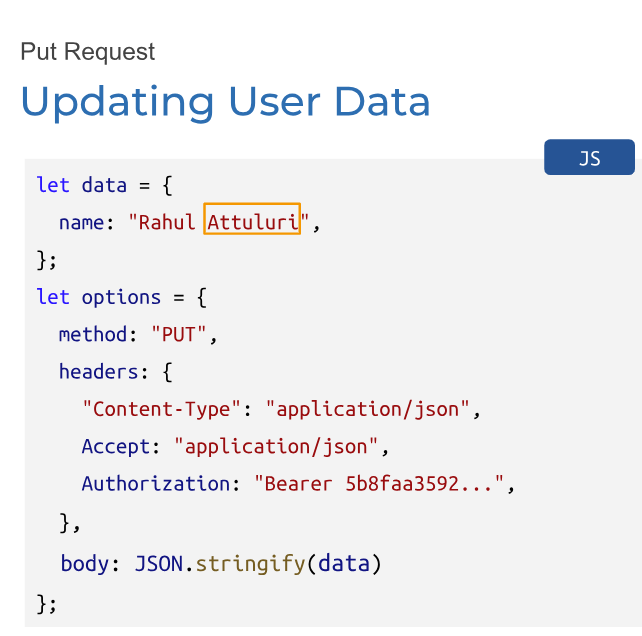 Put Request
Updating User Data
JS
let data = {
  name: "Rahul Attuluri",
};
let options = {
  method: "PUT",
  headers: {
    "Content-Type": "application/json",
    Accept: "application/json",
    Authorization: "Bearer 5b8faa3592...",
  },
  body: JSON.stringify(data)
};